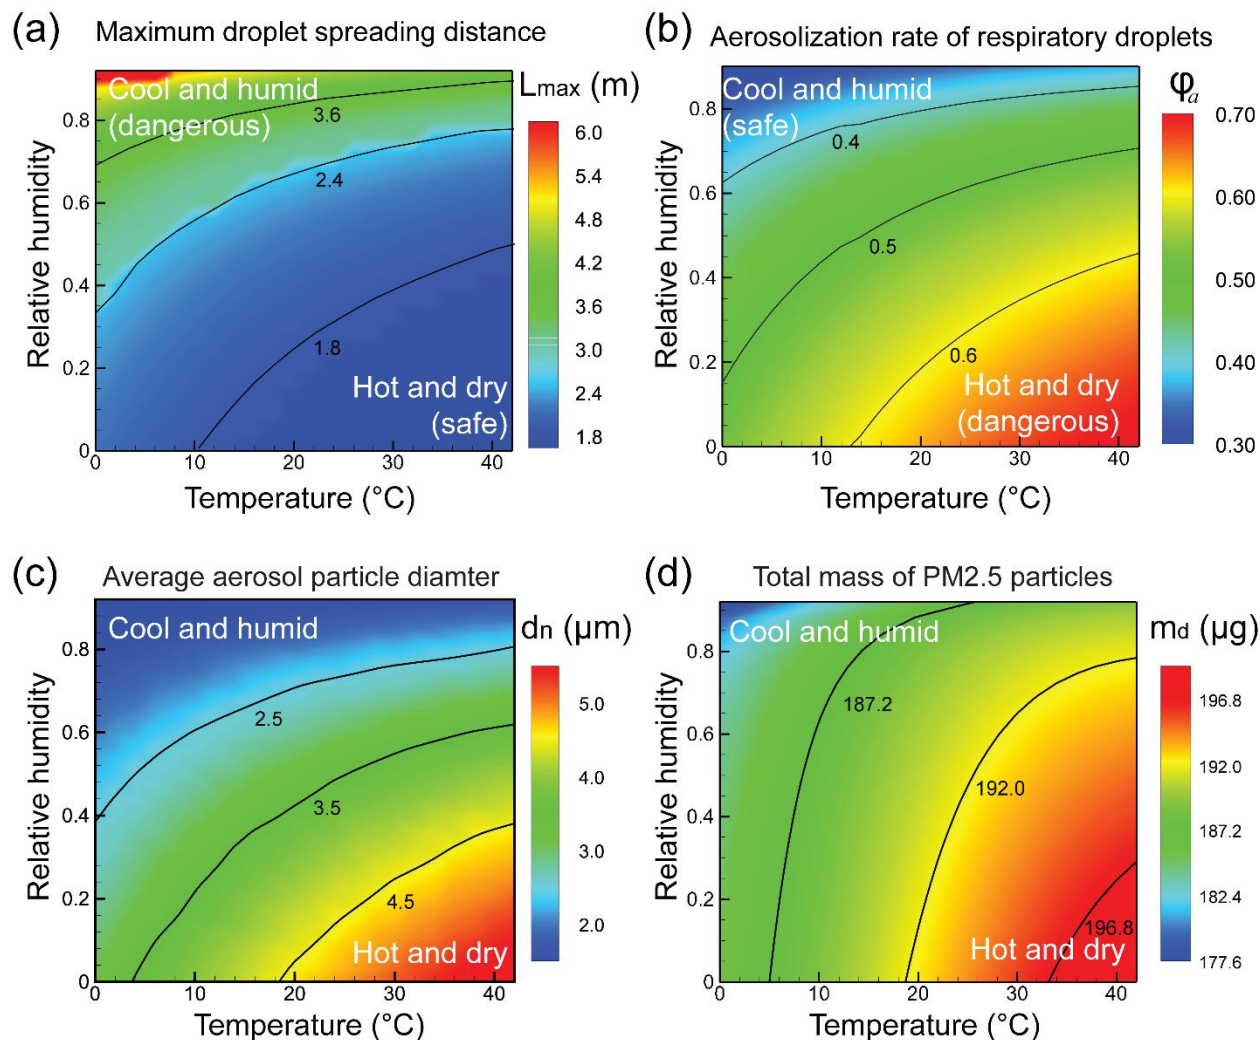 (a) Maximum droplet spreading distance
Cool and humid
(dangerous)
Lmax (m)
3.6
2.4
1.8
Hot and dry
(safe)
6.0
5.4
4.8
4.2
3.6
3.0
2.4
1.8
Relative humidity
0.8
0.6
0.4
0.2
0
0 10 20 30 40
Temperature (°C)
(b) Aerosolization rate of respiratory droplets
Cool and humid
(safe)
φa
0.4
0.5
0.6
Hot and dry
(dangerous)
0.70
0.60
0.50
0.40
0.30
Relative humidity
0.8
0.6
0.4
0.2
0
0 10 20 30 40
Temperature (°C)
(c) Average aerosol particle diamter
Cool and humid
dn (μm)
2.5
3.5
4.5
Hot and dry
5.0
4.0
3.0
2.0
Relative humidity
0.8
0.6
0.4
0.2
0
0 10 20 30 40
Temperature (°C)
(d) Total mass of PM2.5 particles
Cool and humid
md (μg)
187.2
192.0
196.8
Hot and dry
196.8
192.0
187.2
182.4
177.6
Relative humidity
0.8
0.6
0.4
0.2
0
0 10 20 30 40
Temperature (°C)